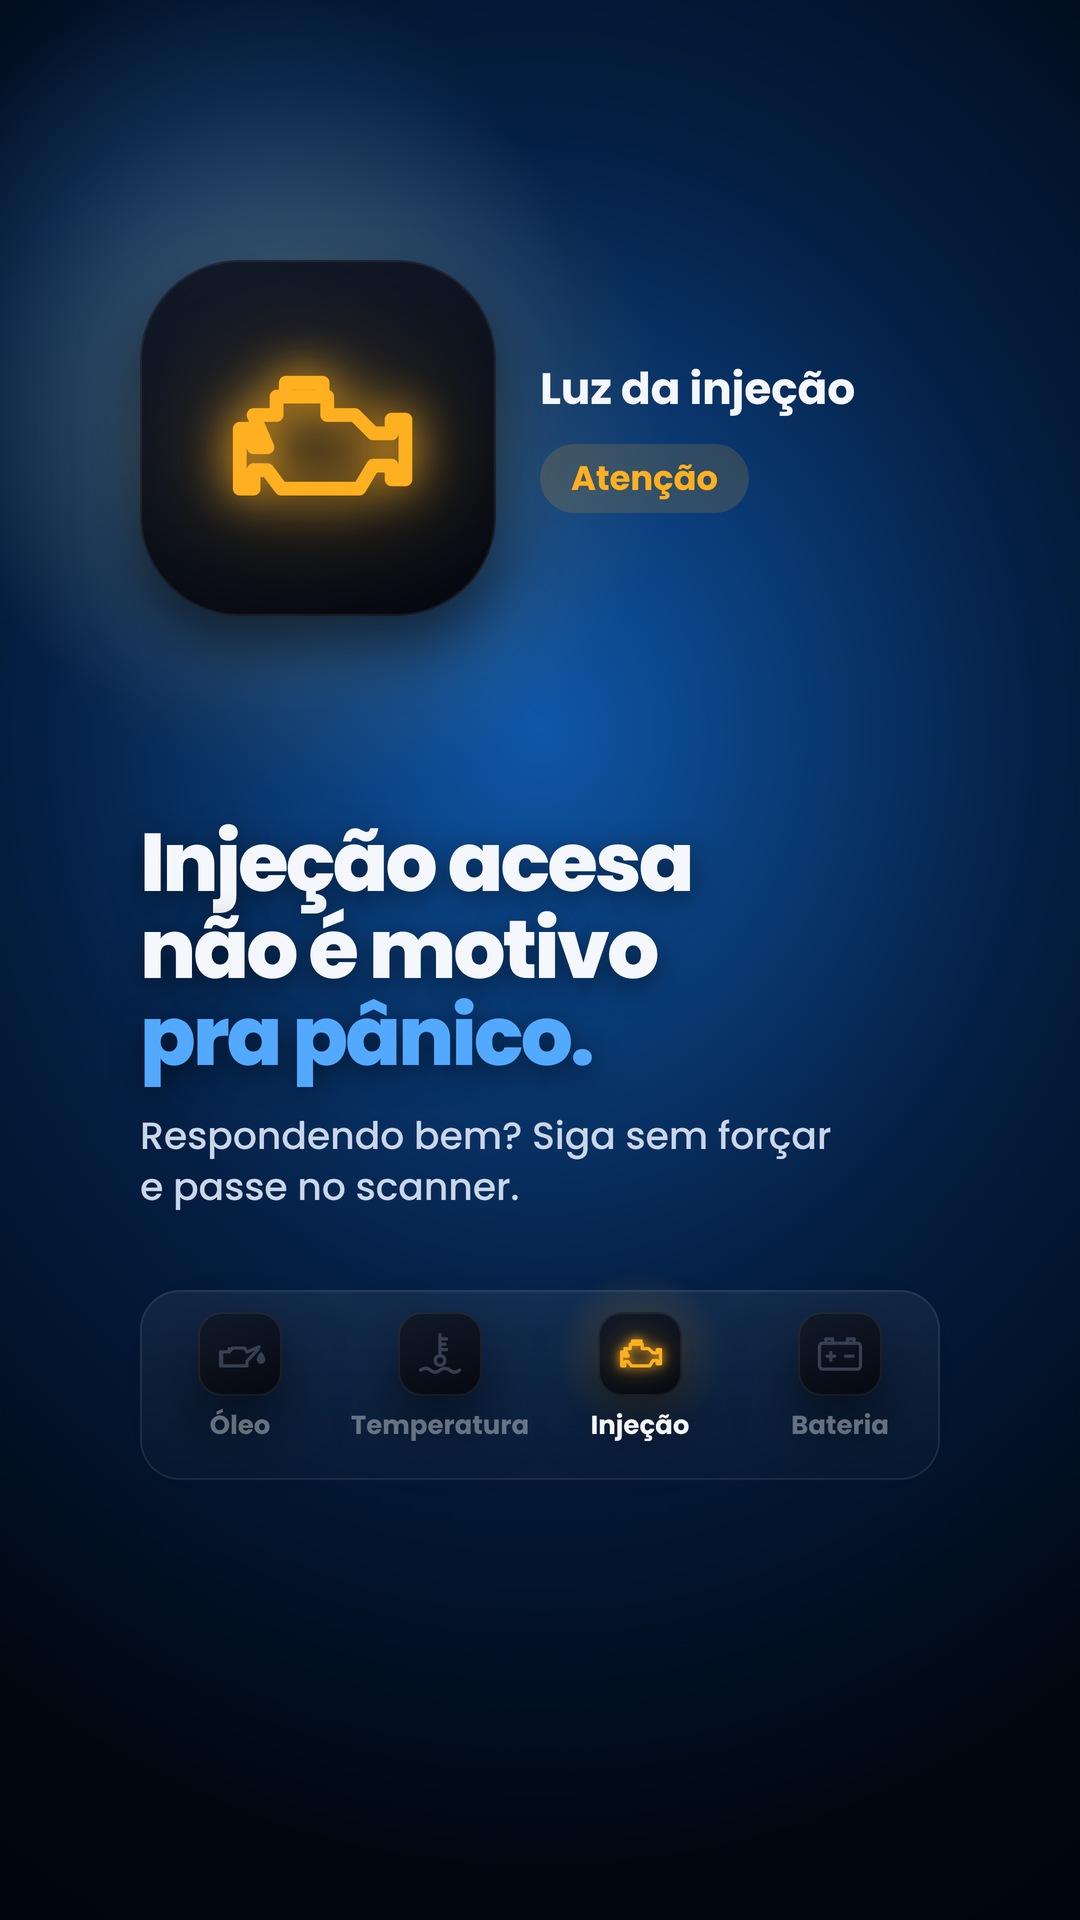 Luz da injeção
Atenção
Injeção acesa
não é motivo
pra pânico.
Respondendo bem? Siga sem forçar
e passe no scanner.
Óleo
Temperatura
Injeção
Bateria